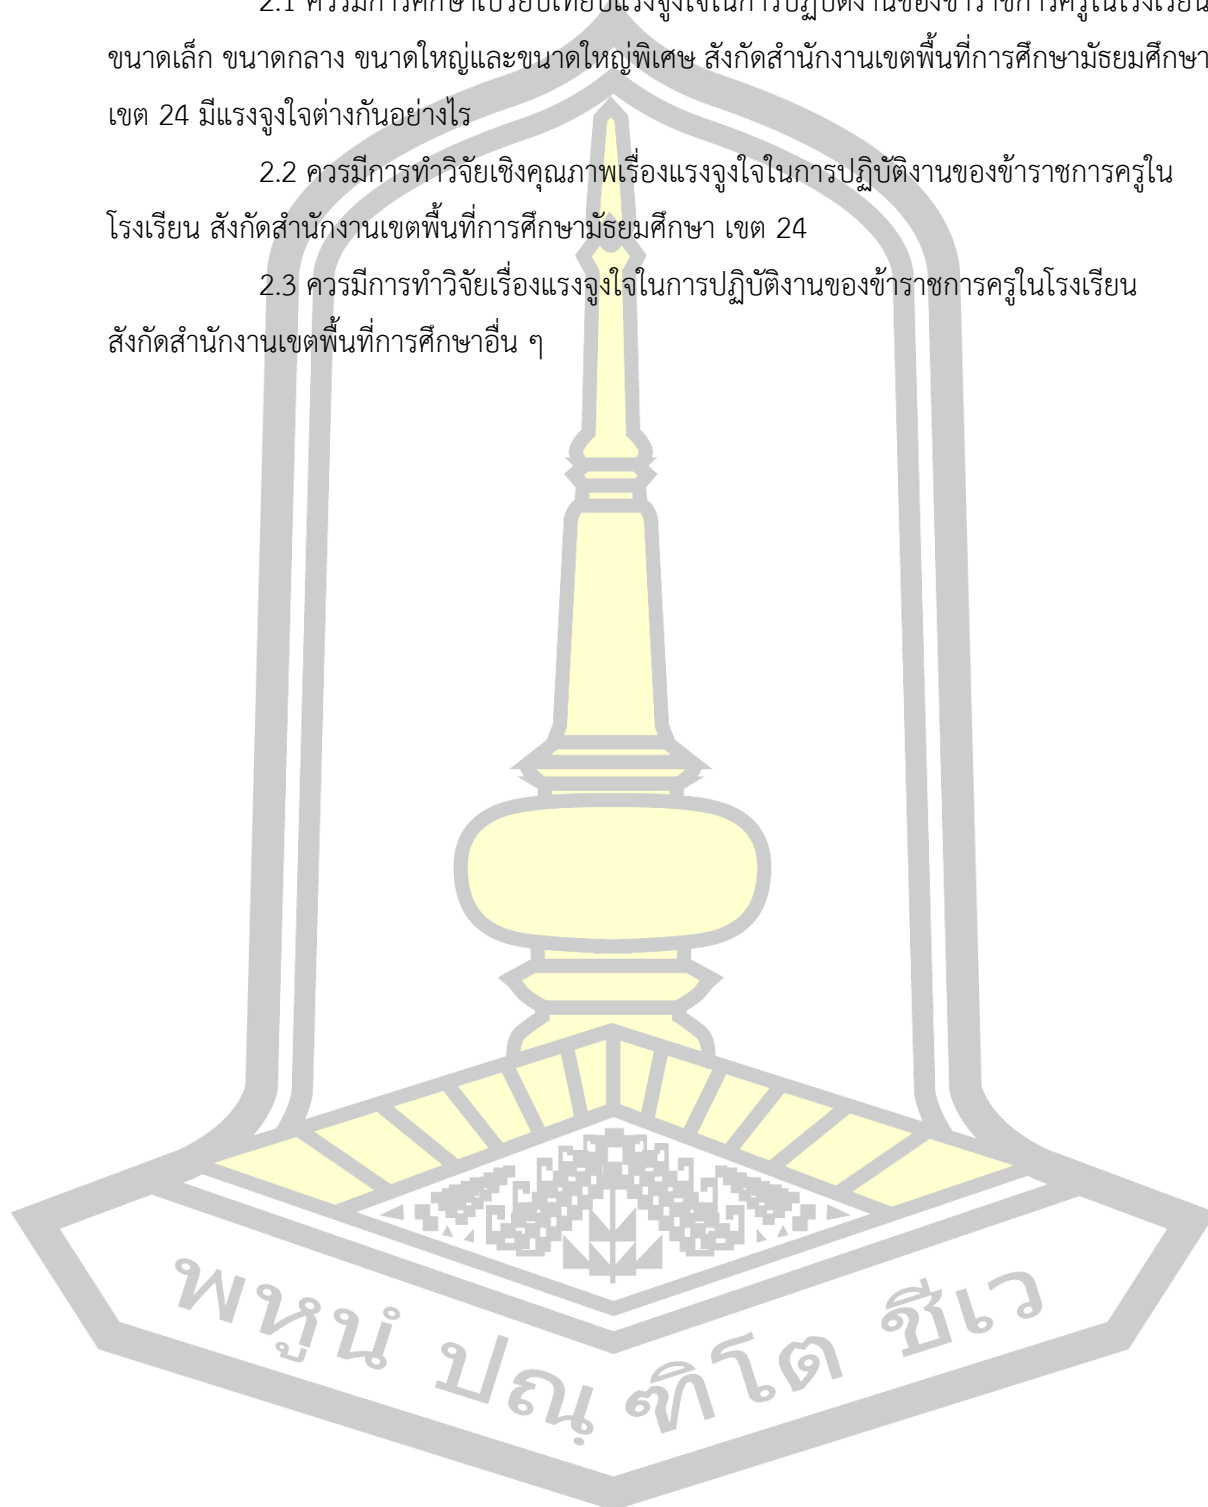 2.1 ควรมีการศึกษาเปรียบเทียบแรงจูงใจในการปฏิบัติงานของข้าราชการครูในโรงเรียน
ขนาดเล็ก ขนาดกลาง ขนาดใหญ่และขนาดใหญ่พิเศษ สังกัดสำนักงานเขตพื้นที่การศึกษามัธยมศึกษา
เขต 24 มีแรงจูงใจต่างกันอย่างไร
2.2 ควรมีการทำวิจัยเชิงคุณภาพเรื่องแรงจูงใจในการปฏิบัติงานของข้าราชการครูใน
โรงเรียน สังกัดสำนักงานเขตพื้นที่การศึกษามัธยมศึกษา เขต 24
2.3 ควรมีการทำวิจัยเรื่องแรงจูงใจในการปฏิบัติงานของข้าราชการครูในโรงเรียน
สังกัดสำนักงานเขตพื้นที่การศึกษาอื่น ๆ
พหูนํ ปณฺฑิโต ชีเว